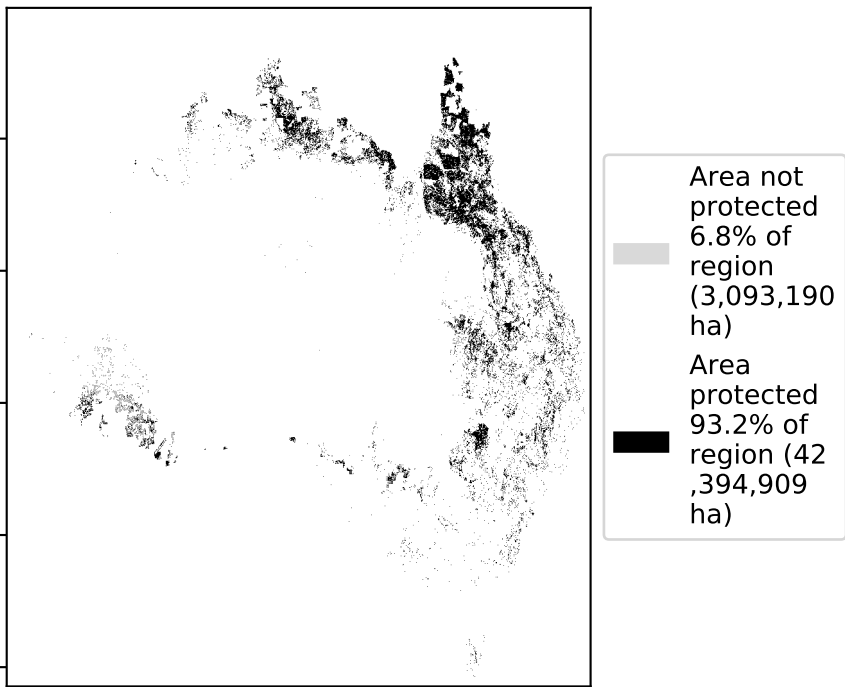 Area not
protected
6.8% of
region
(3,093,190
ha)
Area
protected
93.2% of
region (42
,394,909
ha)